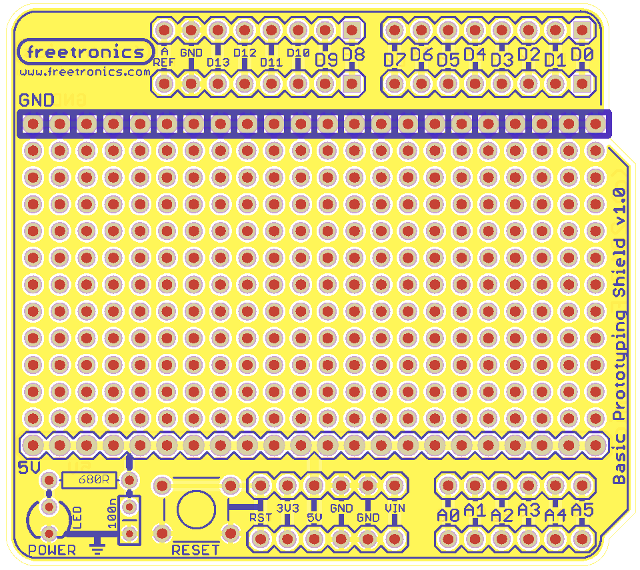 freetronics
www.freetronics.com
A REF GND D13 D12 D11 D10 D9 D8 D7 D6 D5 D4 D3 D2 D1 D0
GND
Basic Prototyping Shield v1.0
5V
680R
LED
100n
POWER
RESET
RST 3V3 5V GND GND VIN
A0 A1 A2 A3 A4 A5